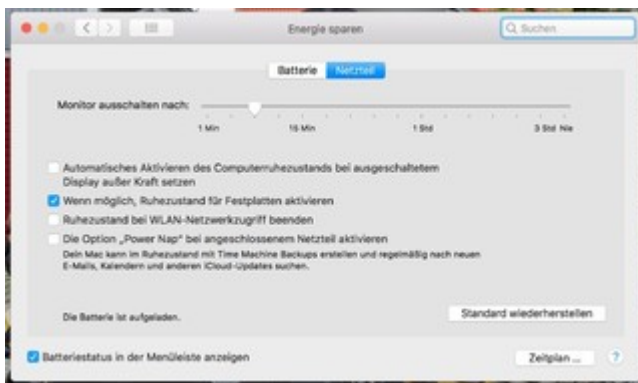 Energie sparen
Suchen
Batterie Netzteil
Monitor ausschalten nach:
1 Min 15 Min 1 Std 3 Std Nie
Automatisches Aktivieren des Computerruhezustands bei ausgeschaltetem
Display außer Kraft setzen
Wenn möglich, Ruhezustand für Festplatten aktivieren
Ruhezustand bei WLAN-Netzwerkzugriff beenden
Die Option „Power Nap“ bei angeschlossenem Netzteil aktivieren
Dein Mac kann im Ruhezustand mit Time Machine Backups erstellen und regelmäßig nach neuen
E-Mails, Kalendern und anderen iCloud-Updates suchen.
Die Batterie ist aufgeladen.
Standard wiederherstellen
Batteriestatus in der Menüleiste anzeigen
Zeitplan ...
?